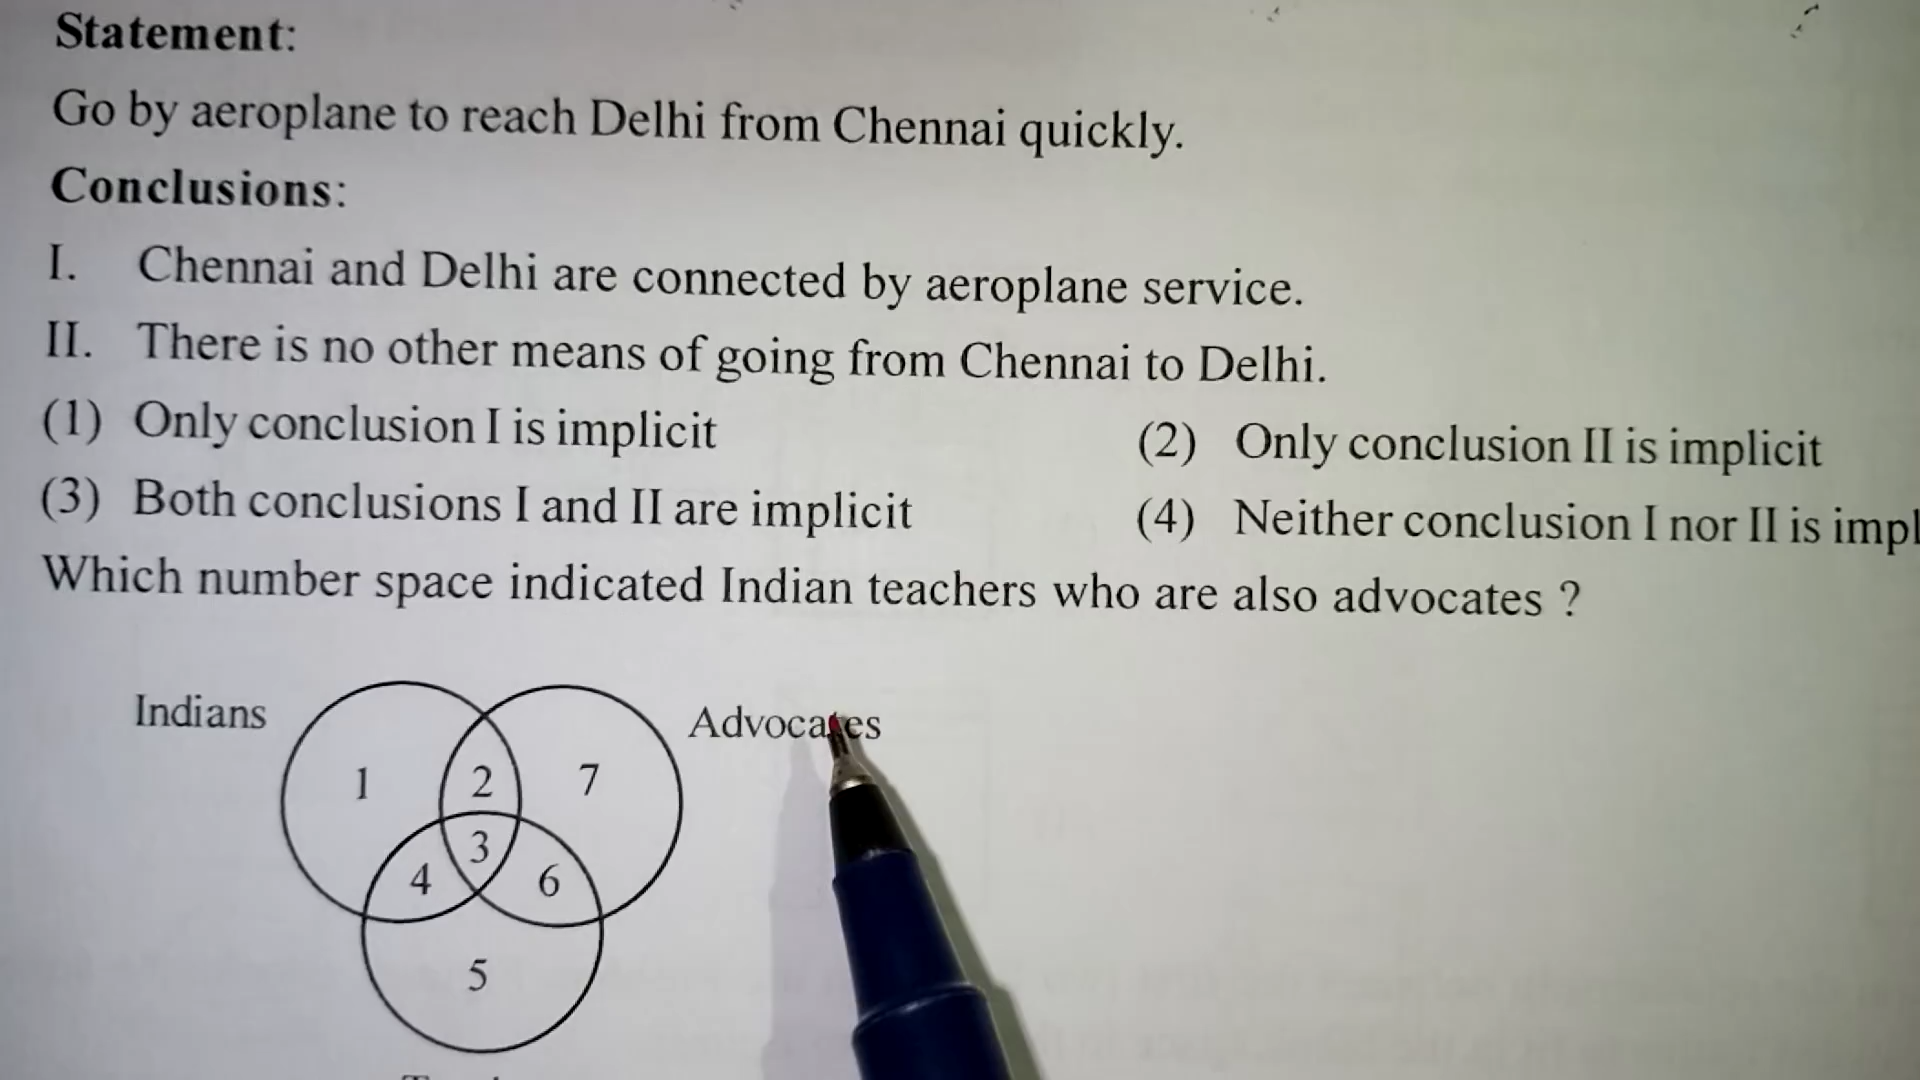 Statement:
Go by aeroplane to reach Delhi from Chennai quickly.
Conclusions:
I. Chennai and Delhi are connected by aeroplane service.
II. There is no other means of going from Chennai to Delhi.
(1) Only conclusion I is implicit
(2) Only conclusion II is implicit
(3) Both conclusions I and II are implicit
(4) Neither conclusion I nor II is impl
Which number space indicated Indian teachers who are also advocates ?
Indians
Advocates
1
2
7
3
4
6
5